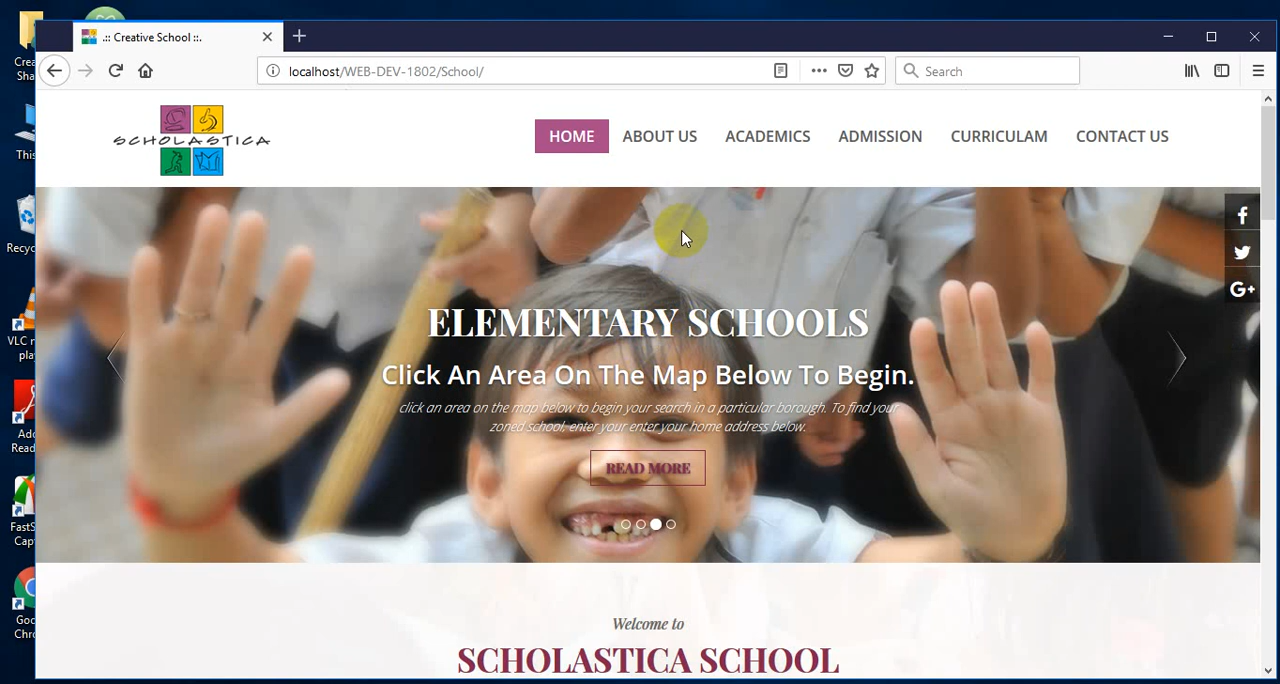 .:: Creative School ::.
localhost/WEB-DEV-1802/School/
Search
SCHOLASTICA
HOME
ABOUT US
ACADEMICS
ADMISSION
CURRICULAM
CONTACT US
ELEMENTARY SCHOOLS
Click An Area On The Map Below To Begin.
click an area on the map below to begin your search in a particular borough. To find your
zoned school, enter your enter your home address below.
READ MORE
Welcome to
SCHOLASTICA SCHOOL
Crea
Sha
This
Recyc
VLC m
pla
Ado
Read
FastS
Cap
Goo
Chro
G+